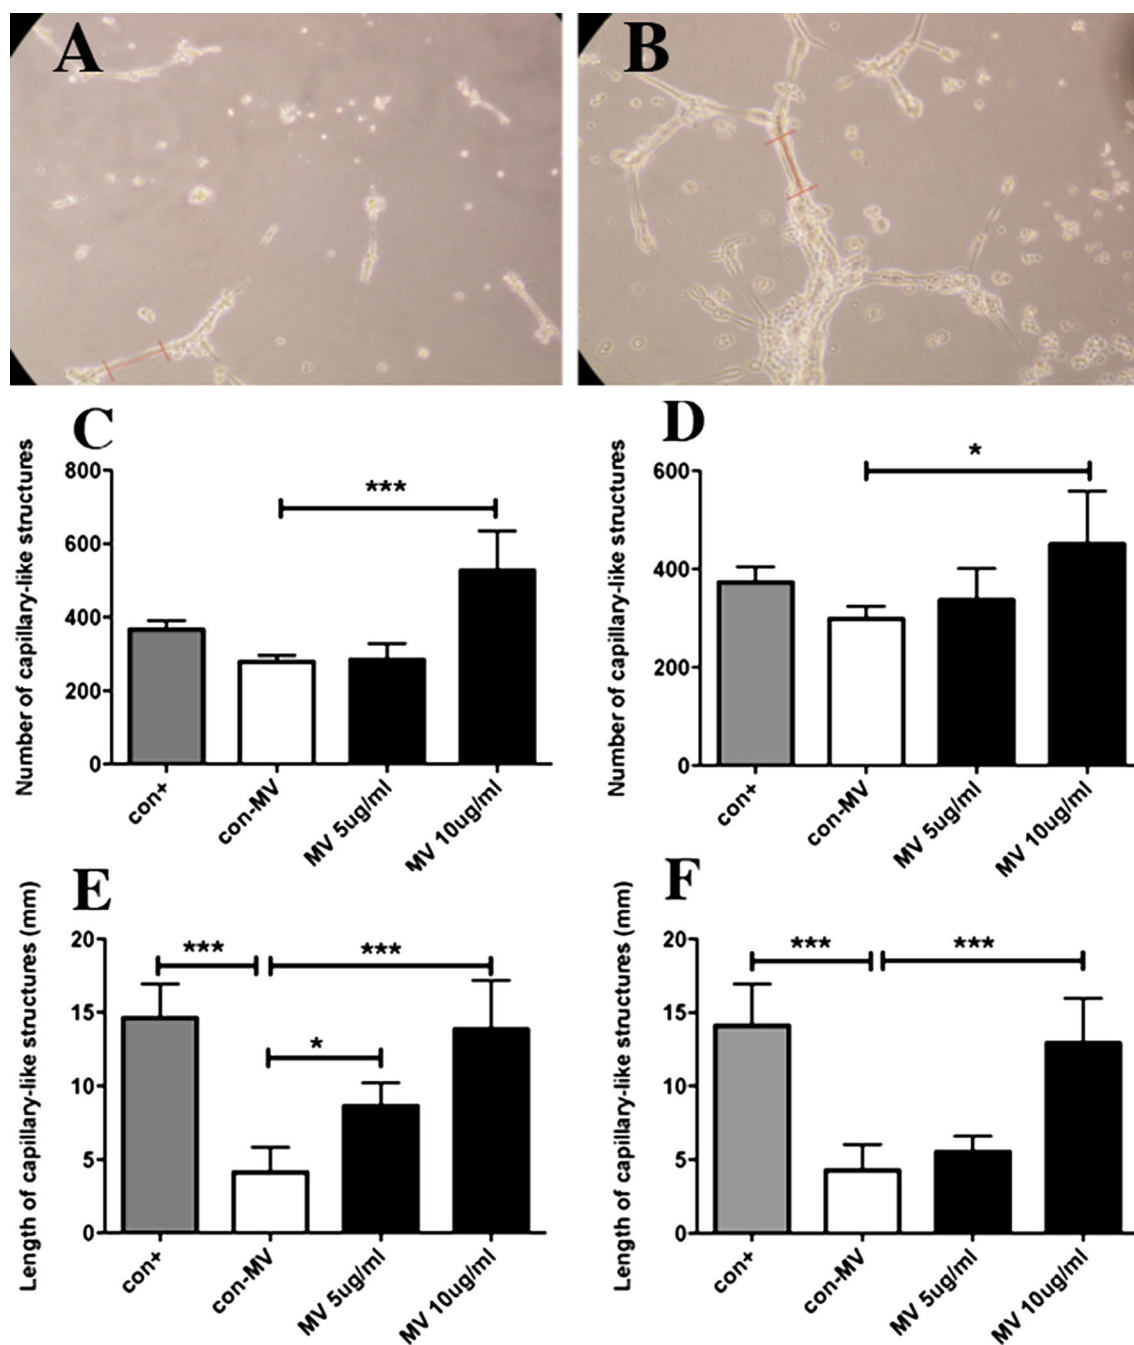 A
B
C
Number of capillary-like structures
800
600
400
200
0
***
con+
con-MV
MV 5ug/ml
MV 10ug/ml
D
Number of capillary-like structures
600
400
200
0
*
con+
con-MV
MV 5ug/ml
MV 10ug/ml
E
Length of capillary-like structures (mm)
20
15
10
5
0
***
***
*
con+
con-MV
MV 5ug/ml
MV 10ug/ml
F
Length of capillary-like structures (mm)
20
15
10
5
0
***
***
con+
con-MV
MV 5ug/ml
MV 10ug/ml